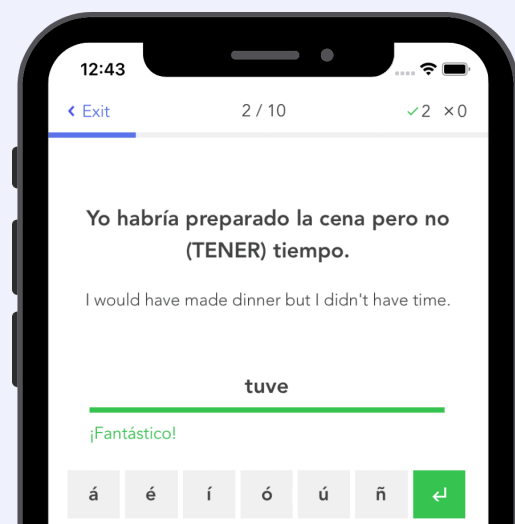 12:43
Exit 2 / 10 ✓2 ×0
Yo habría preparado la cena pero no
(TENER) tiempo.
I would have made dinner but I didn't have time.
tuve
¡Fantástico!
á é í ó ú ñ